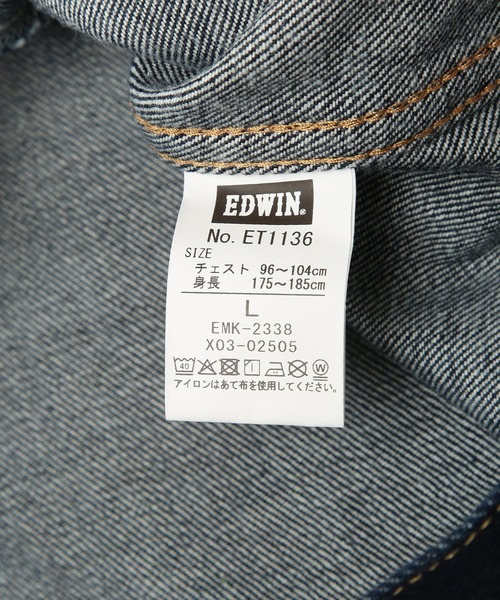 EDWIN®
No. ET1136
SIZE
チェスト 96～104cm
身長 175～185cm
L
EMK-2338
X03-02505
40 W
アイロンはあて布を使用してください。